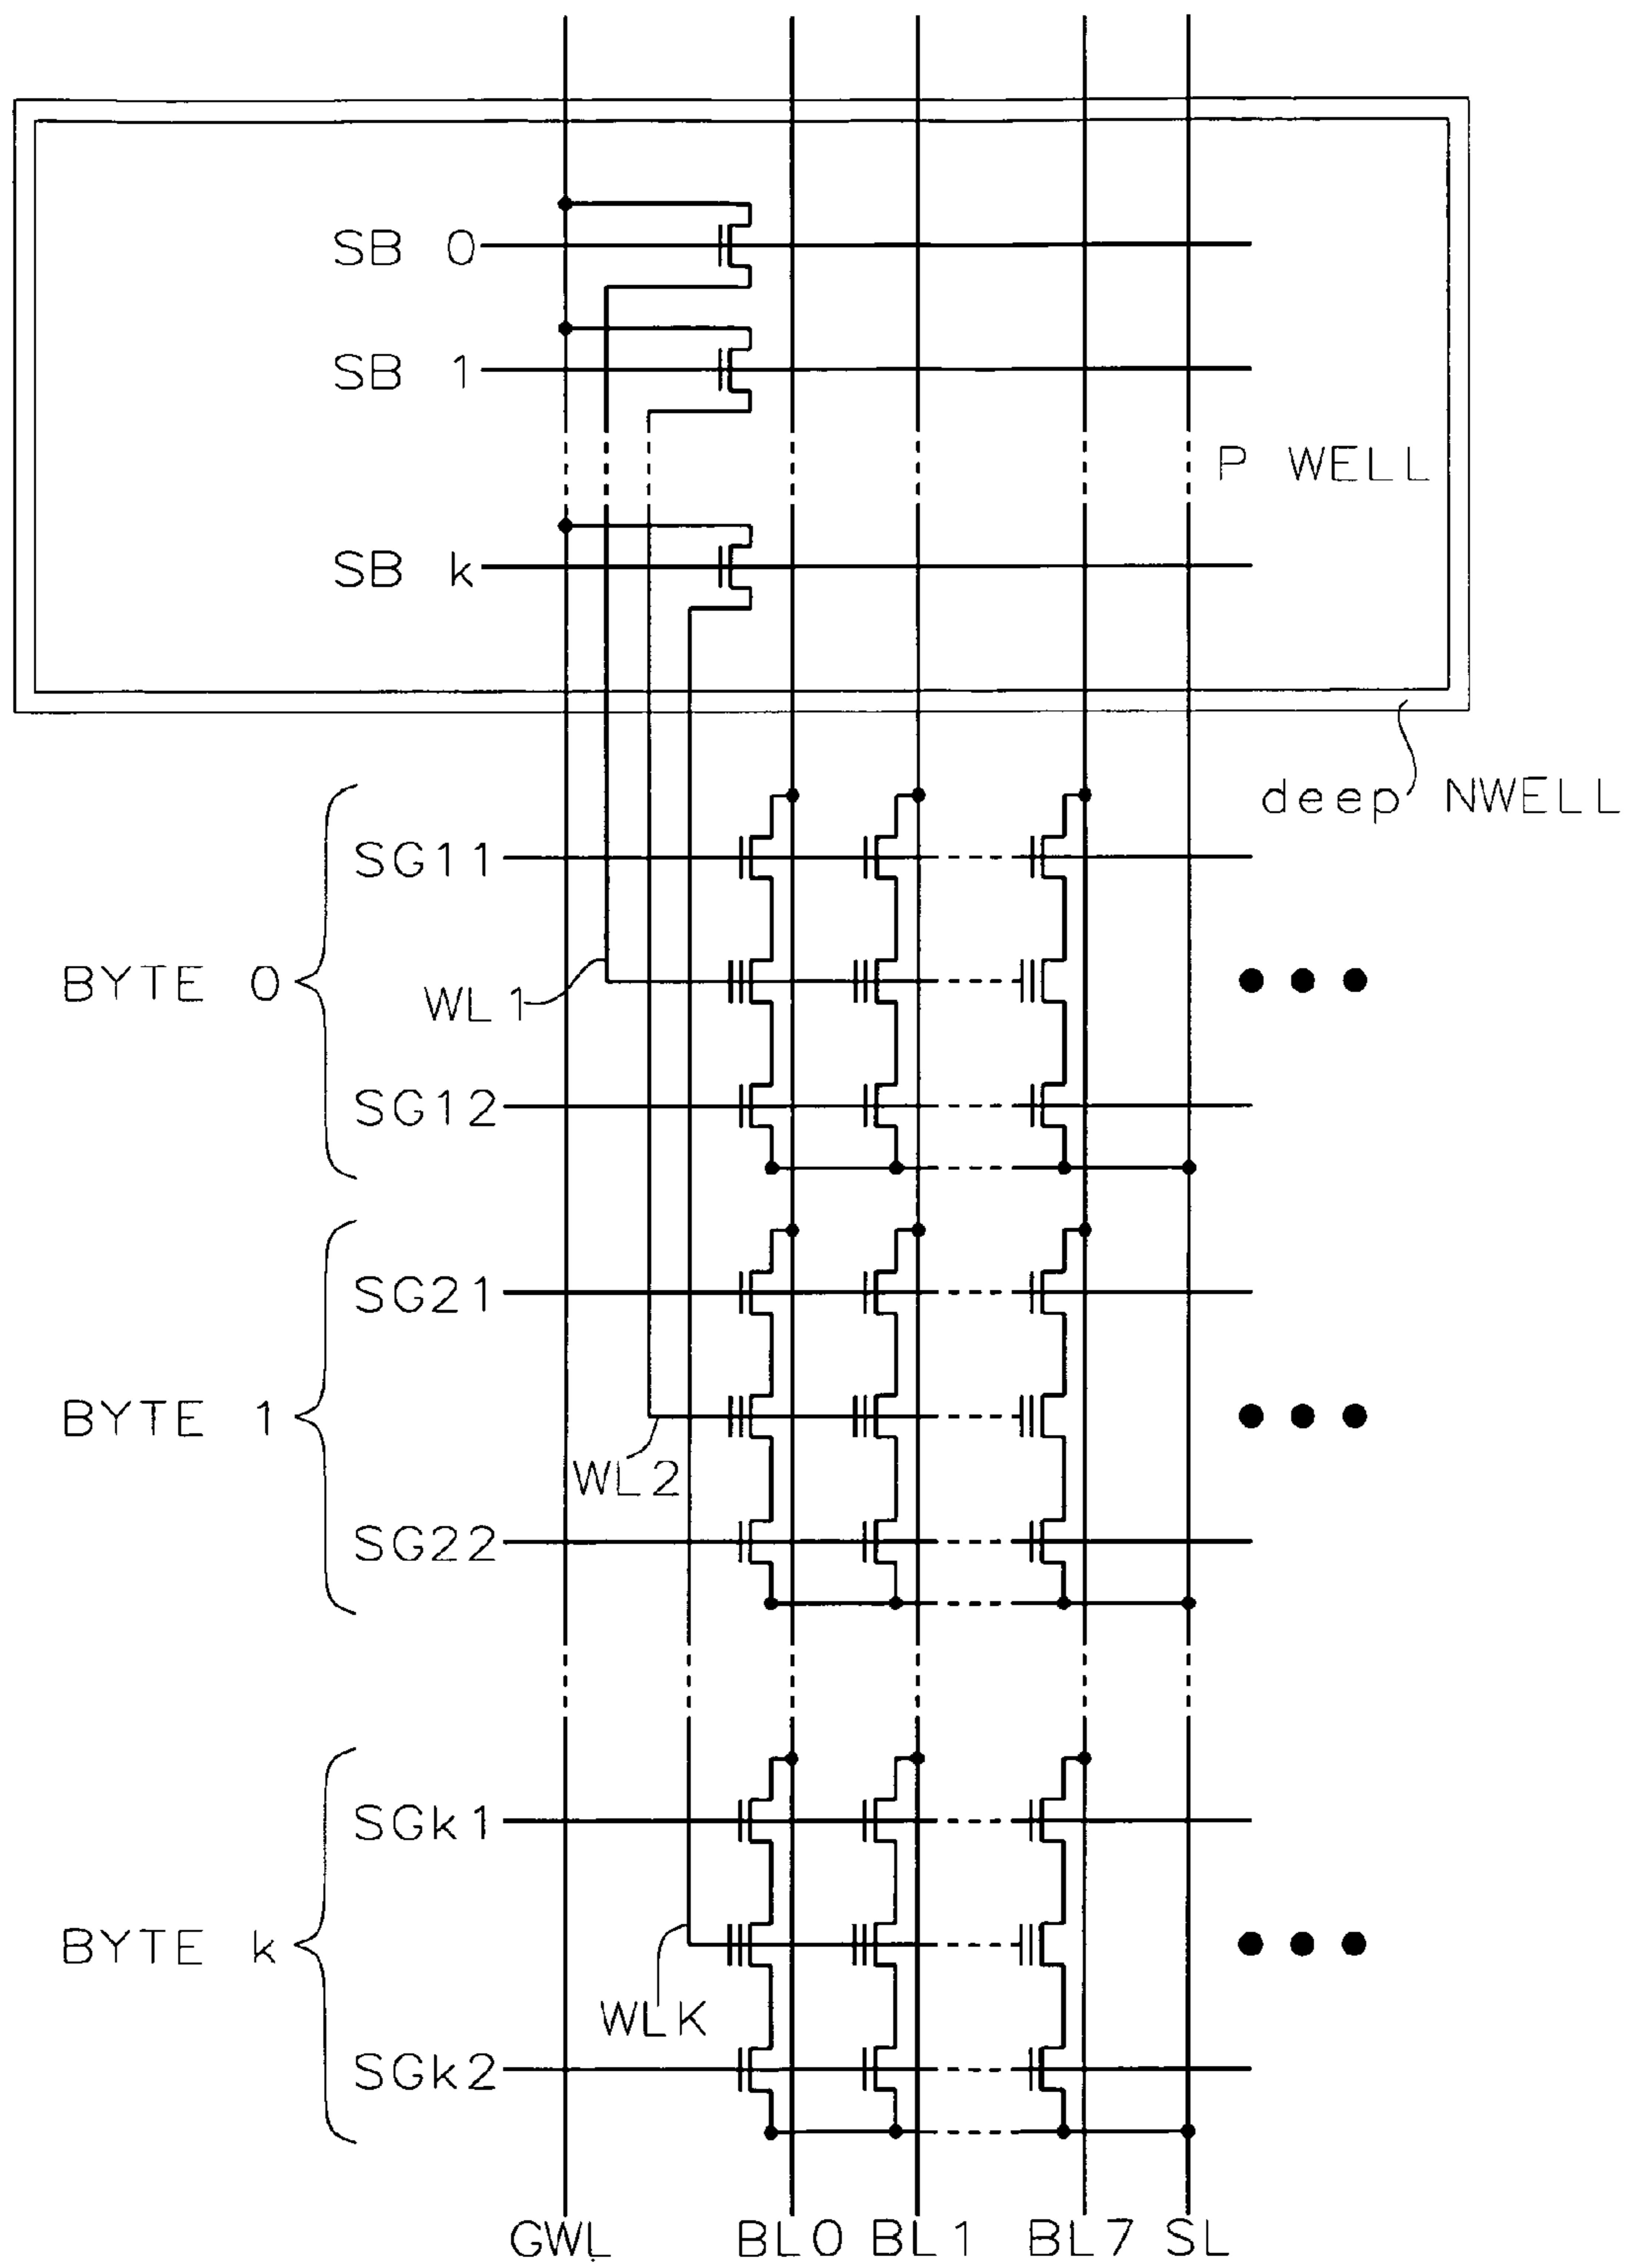 SB 0
SB 1
P WELL
SB k
deep NWELL
SG11
BYTE 0
WL1
SG12
SG21
BYTE 1
WL2
SG22
SGk1
BYTE k
WLK
SGk2
GWL BL0 BL1 BL7 SL